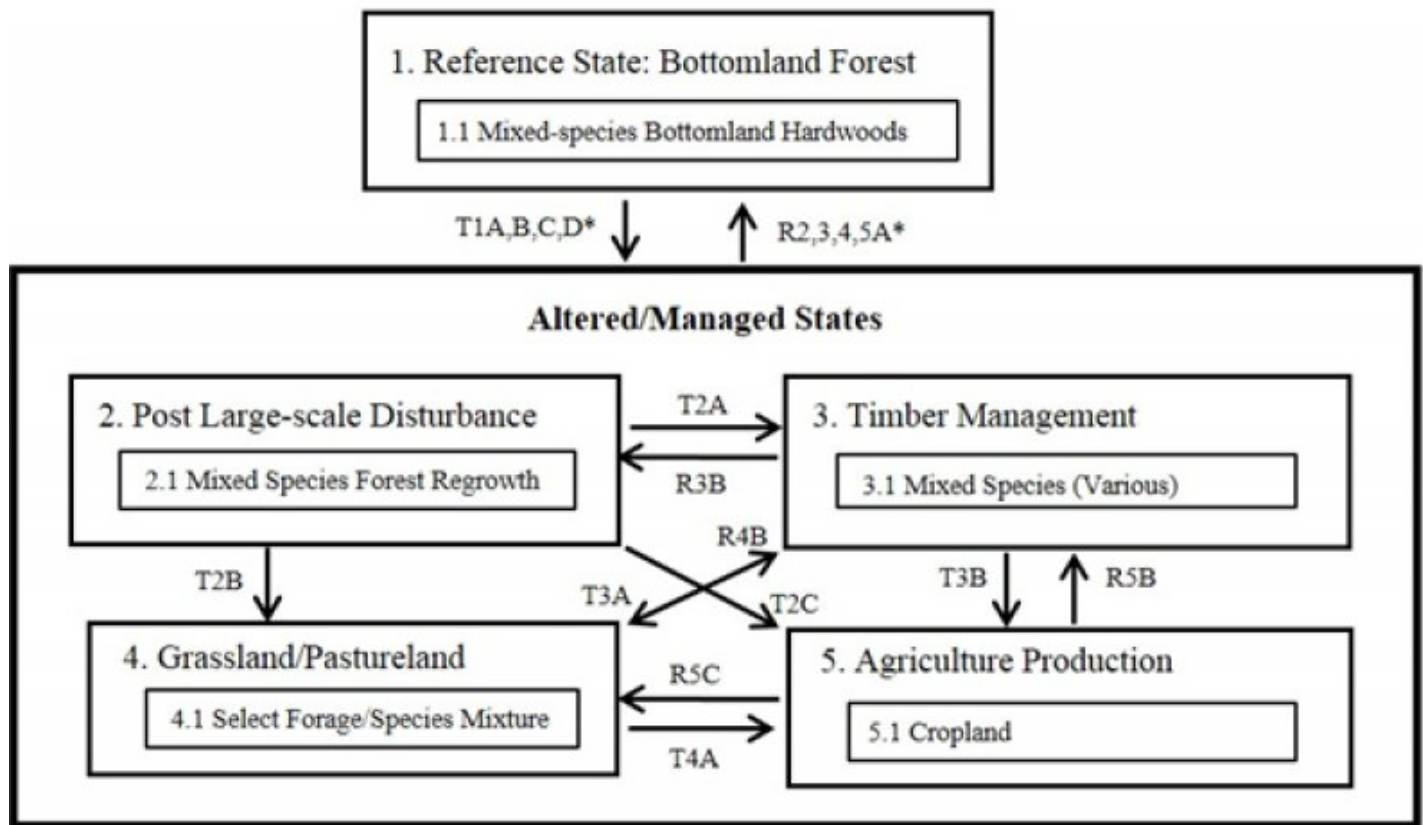 1. Reference State: Bottomland Forest
1.1 Mixed-species Bottomland Hardwoods
T1A,B,C,D*
R2,3,4,5A*
Altered/Managed States
2. Post Large-scale Disturbance
2.1 Mixed Species Forest Regrowth
T2A
R3B
3. Timber Management
3.1 Mixed Species (Various)
R4B
T2B
T3A
T2C
T3B
R5B
4. Grassland/Pastureland
4.1 Select Forage/Species Mixture
R5C
T4A
5. Agriculture Production
5.1 Cropland